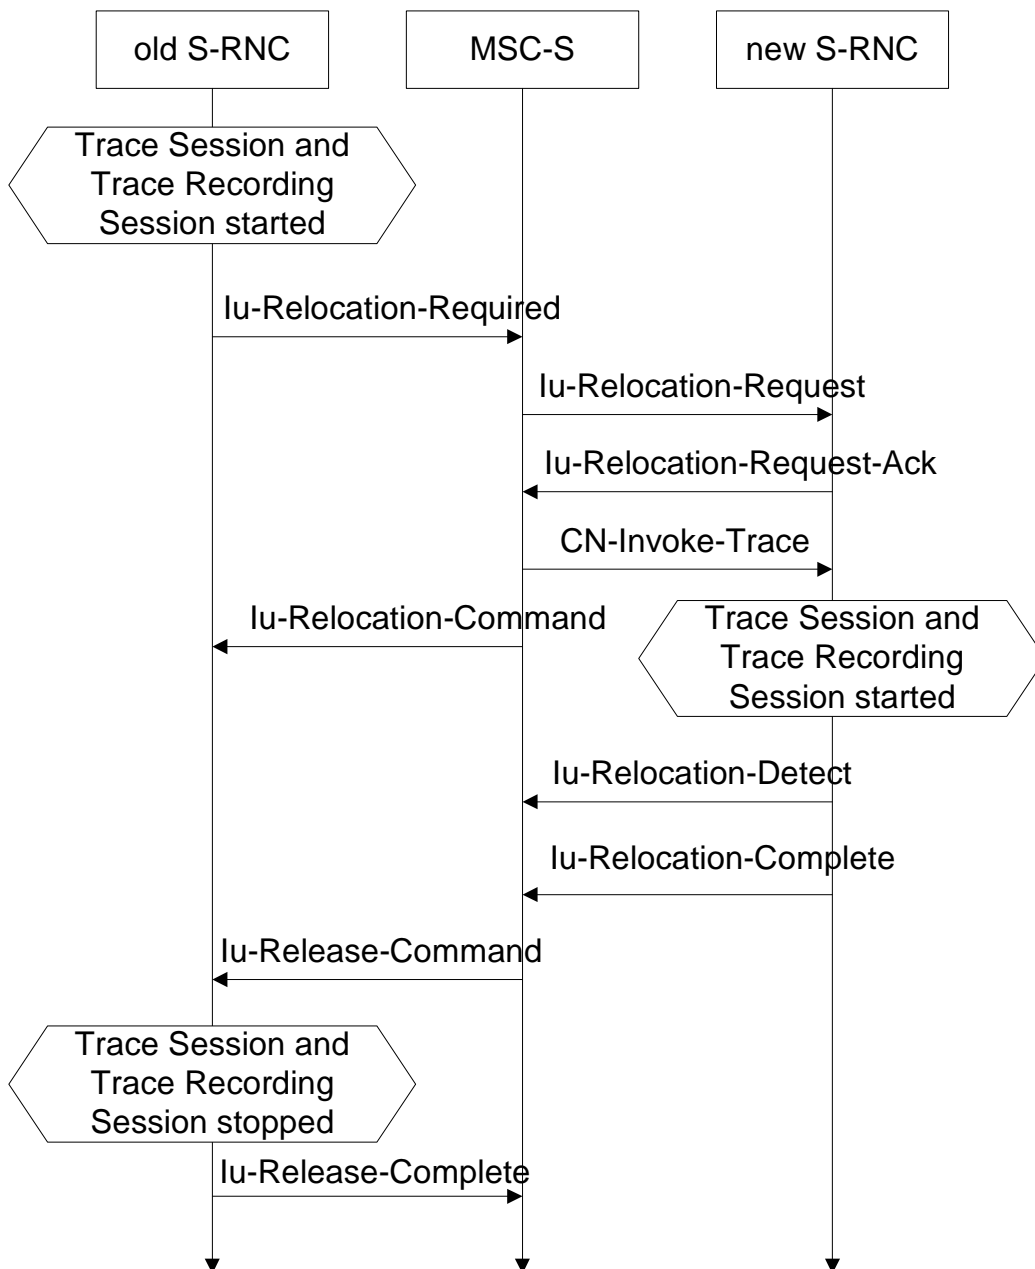 old S-RNC
MSC-S
new S-RNC
Trace Session and
Trace Recording
Session started
Iu-Relocation-Required
Iu-Relocation-Request
Iu-Relocation-Request-Ack
CN-Invoke-Trace
Iu-Relocation-Command
Trace Session and
Trace Recording
Session started
Iu-Relocation-Detect
Iu-Relocation-Complete
Iu-Release-Command
Trace Session and
Trace Recording
Session stopped
Iu-Release-Complete